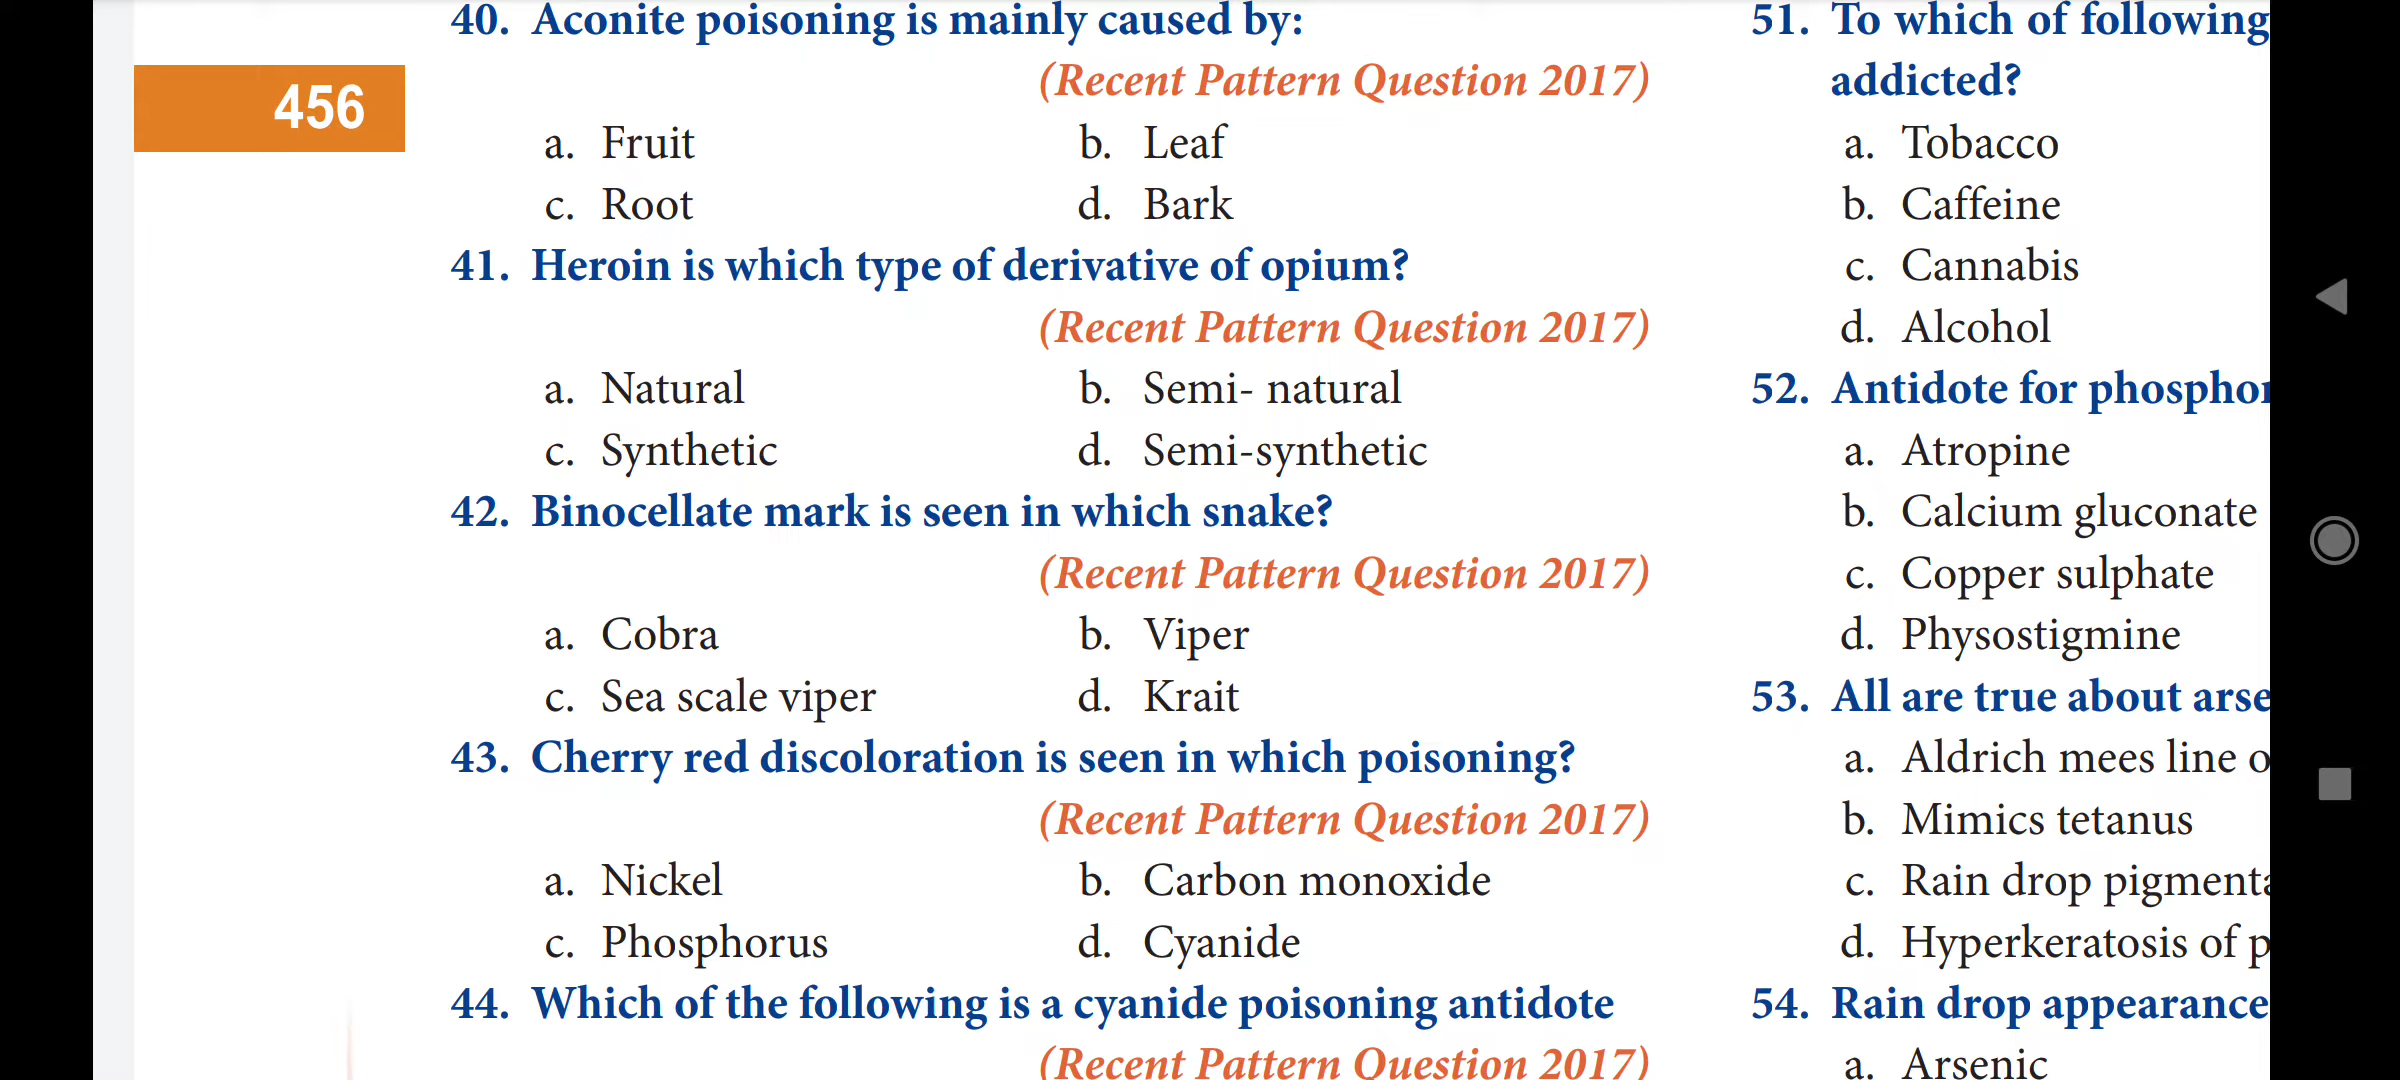 456
40. Aconite poisoning is mainly caused by:
(Recent Pattern Question 2017)
a. Fruit b. Leaf
c. Root d. Bark
41. Heroin is which type of derivative of opium?
(Recent Pattern Question 2017)
a. Natural b. Semi- natural
c. Synthetic d. Semi-synthetic
42. Binocellate mark is seen in which snake?
(Recent Pattern Question 2017)
a. Cobra b. Viper
c. Sea scale viper d. Krait
43. Cherry red discoloration is seen in which poisoning?
(Recent Pattern Question 2017)
a. Nickel b. Carbon monoxide
c. Phosphorus d. Cyanide
44. Which of the following is a cyanide poisoning antidote
(Recent Pattern Question 2017)
51. To which of following
addicted?
a. Tobacco
b. Caffeine
c. Cannabis
d. Alcohol
52. Antidote for
a. Atropine
b. Calcium gluconate
c. Copper sulphate
d. Physostigmine
53. All are true about
a. Aldrich mees line
b. Mimics tetanus
c. Rain drop
d. Hyperkeratosis of
54. Rain drop appearance
a. Arsenic